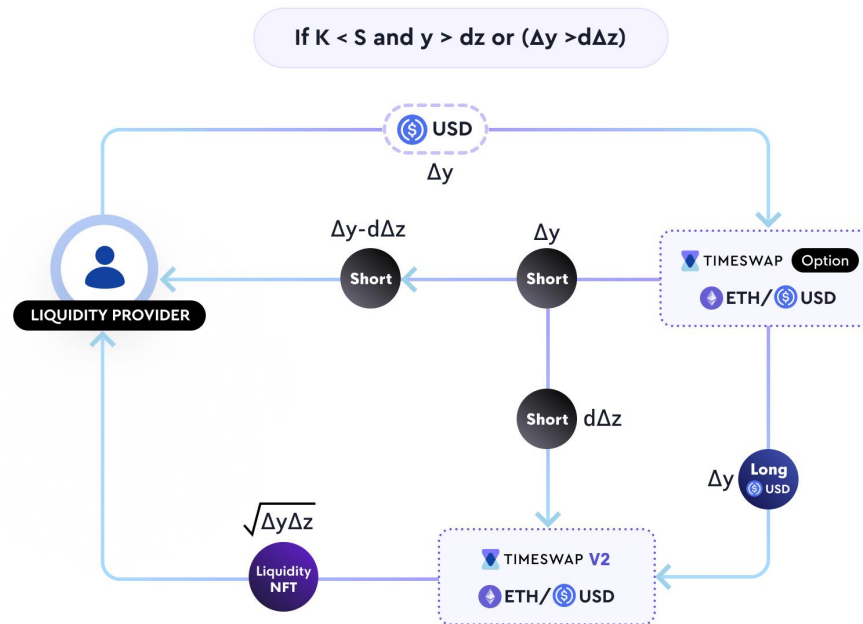 If K < S and y > dz or (Δy >dΔz)
USD
Δy
Δy-dΔz
Δy
Short
Short
TIMESWAP Option
ETH/ USD
LIQUIDITY PROVIDER
Short
dΔz
Δy
Long
USD
√ΔyΔz
Liquidity
NFT
TIMESWAP V2
ETH/ USD